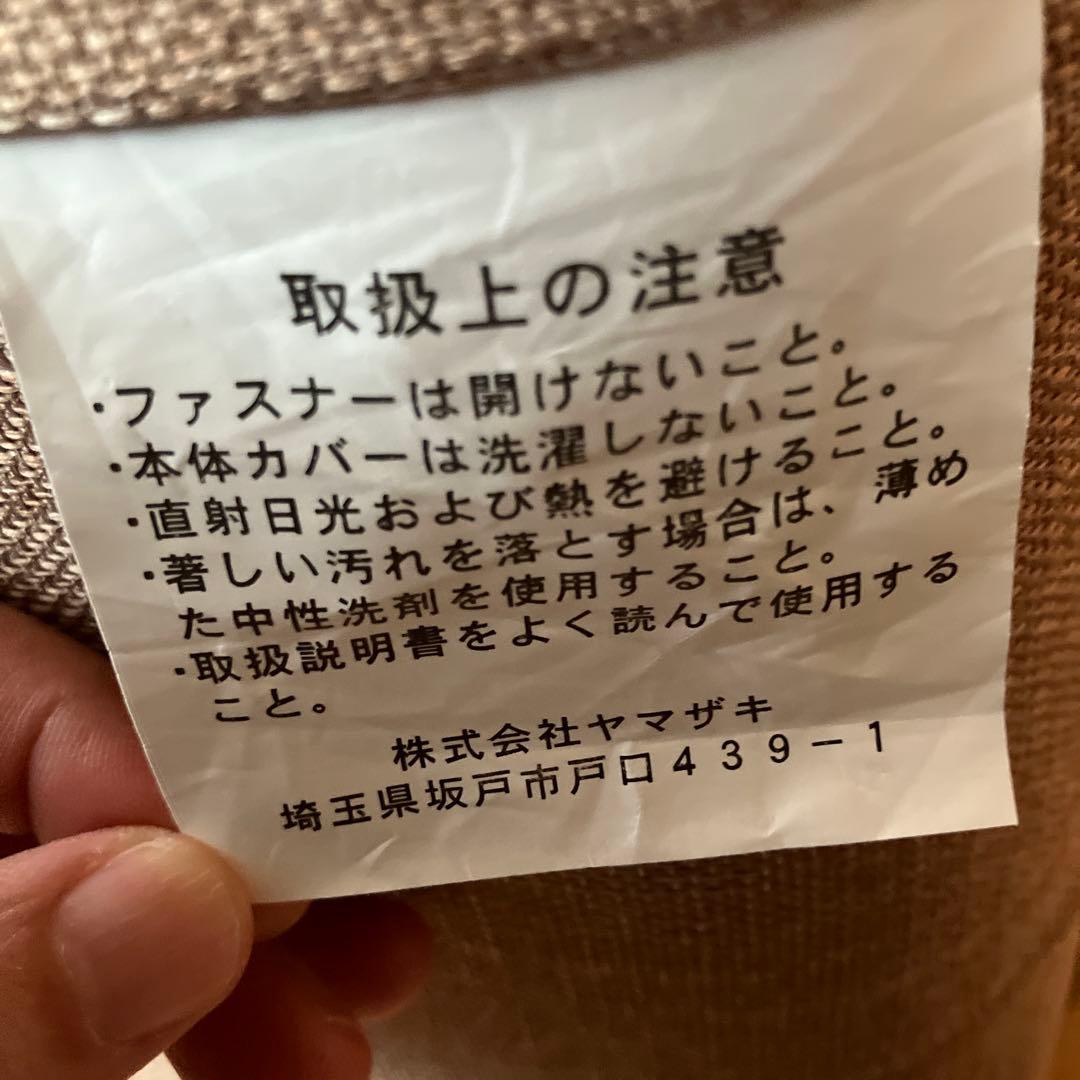 取扱上の注意
・ファスナーは開けないこと。
・本体カバーは洗濯しないこと。
・直射日光および熱を避けること。
・著しい汚れを落とす場合は、薄め
た中性洗剤を使用すること。
・取扱説明書をよく読んで使用する
こと。
株式会社ヤマザキ
埼玉県坂戸市戸口439-1